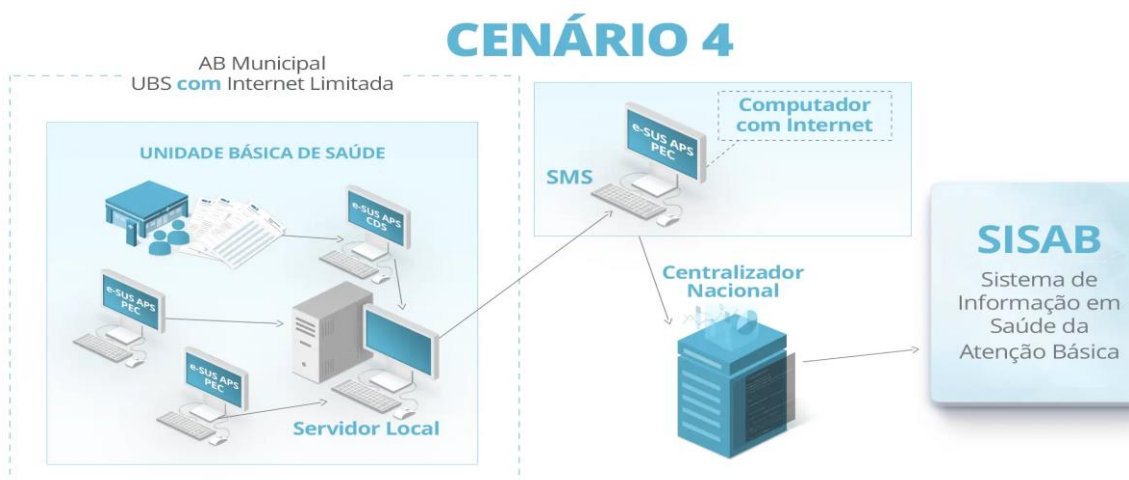 CENÁRIO 4
AB Municipal
UBS com Internet Limitada
UNIDADE BÁSICA DE SAÚDE
e-SUS APS
CDS
e-SUS APS
PEC
e-SUS APS
PEC
Servidor Local
e-SUS APS
PEC
Computador
com Internet
SMS
Centralizador
Nacional
SISAB
Sistema de
Informação em
Saúde da
Atenção Básica